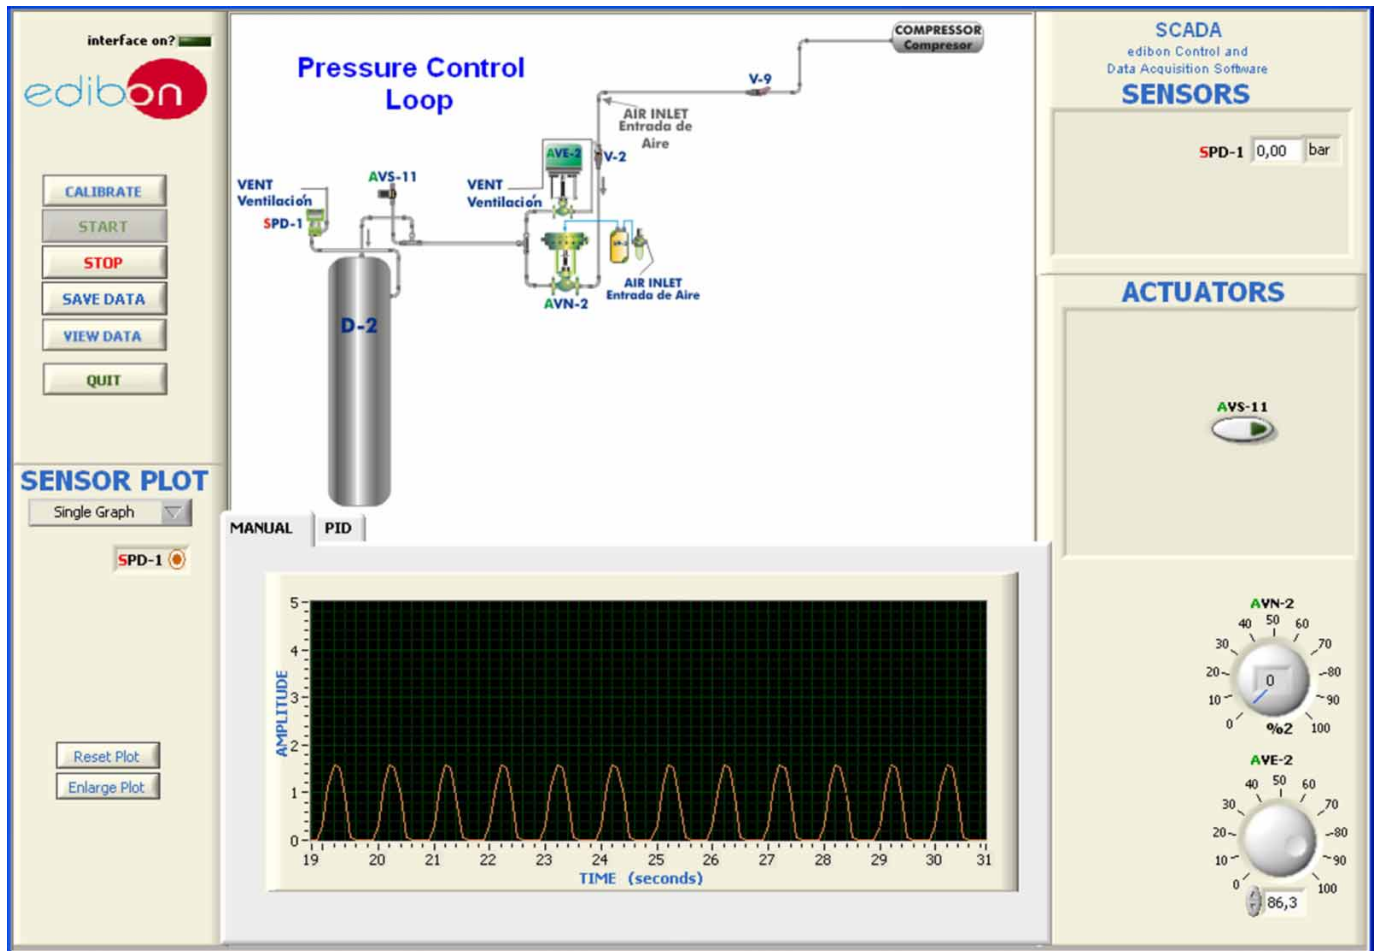 interface on?
edibon
CALIBRATE
START
STOP
SAVE DATA
VIEW DATA
QUIT
SENSOR PLOT
Single Graph
SPD-1
Reset Plot
Enlarge Plot
Pressure Control
Loop
COMPRESSOR
Compresor
V-9
AIR INLET
Entrada de
Aire
AVE-2
V-2
VENT
Ventilación
SPD-1
AVS-11
VENT
Ventilación
AIR INLET
Entrada de Aire
AVN-2
D-2
MANUAL
PID
AMPLITUDE
5
4
3
2
1
0
19 20 21 22 23 24 25 26 27 28 29 30 31
TIME (seconds)
SCADA
edibon Control and
Data Acquisition Software
SENSORS
SPD-1 0,00 bar
ACTUATORS
AVS-11
AVN-2
0 10 20 30 40 50 60 70 80 90 100
0
%2
AVE-2
0 10 20 30 40 50 60 70 80 90 100
86,3